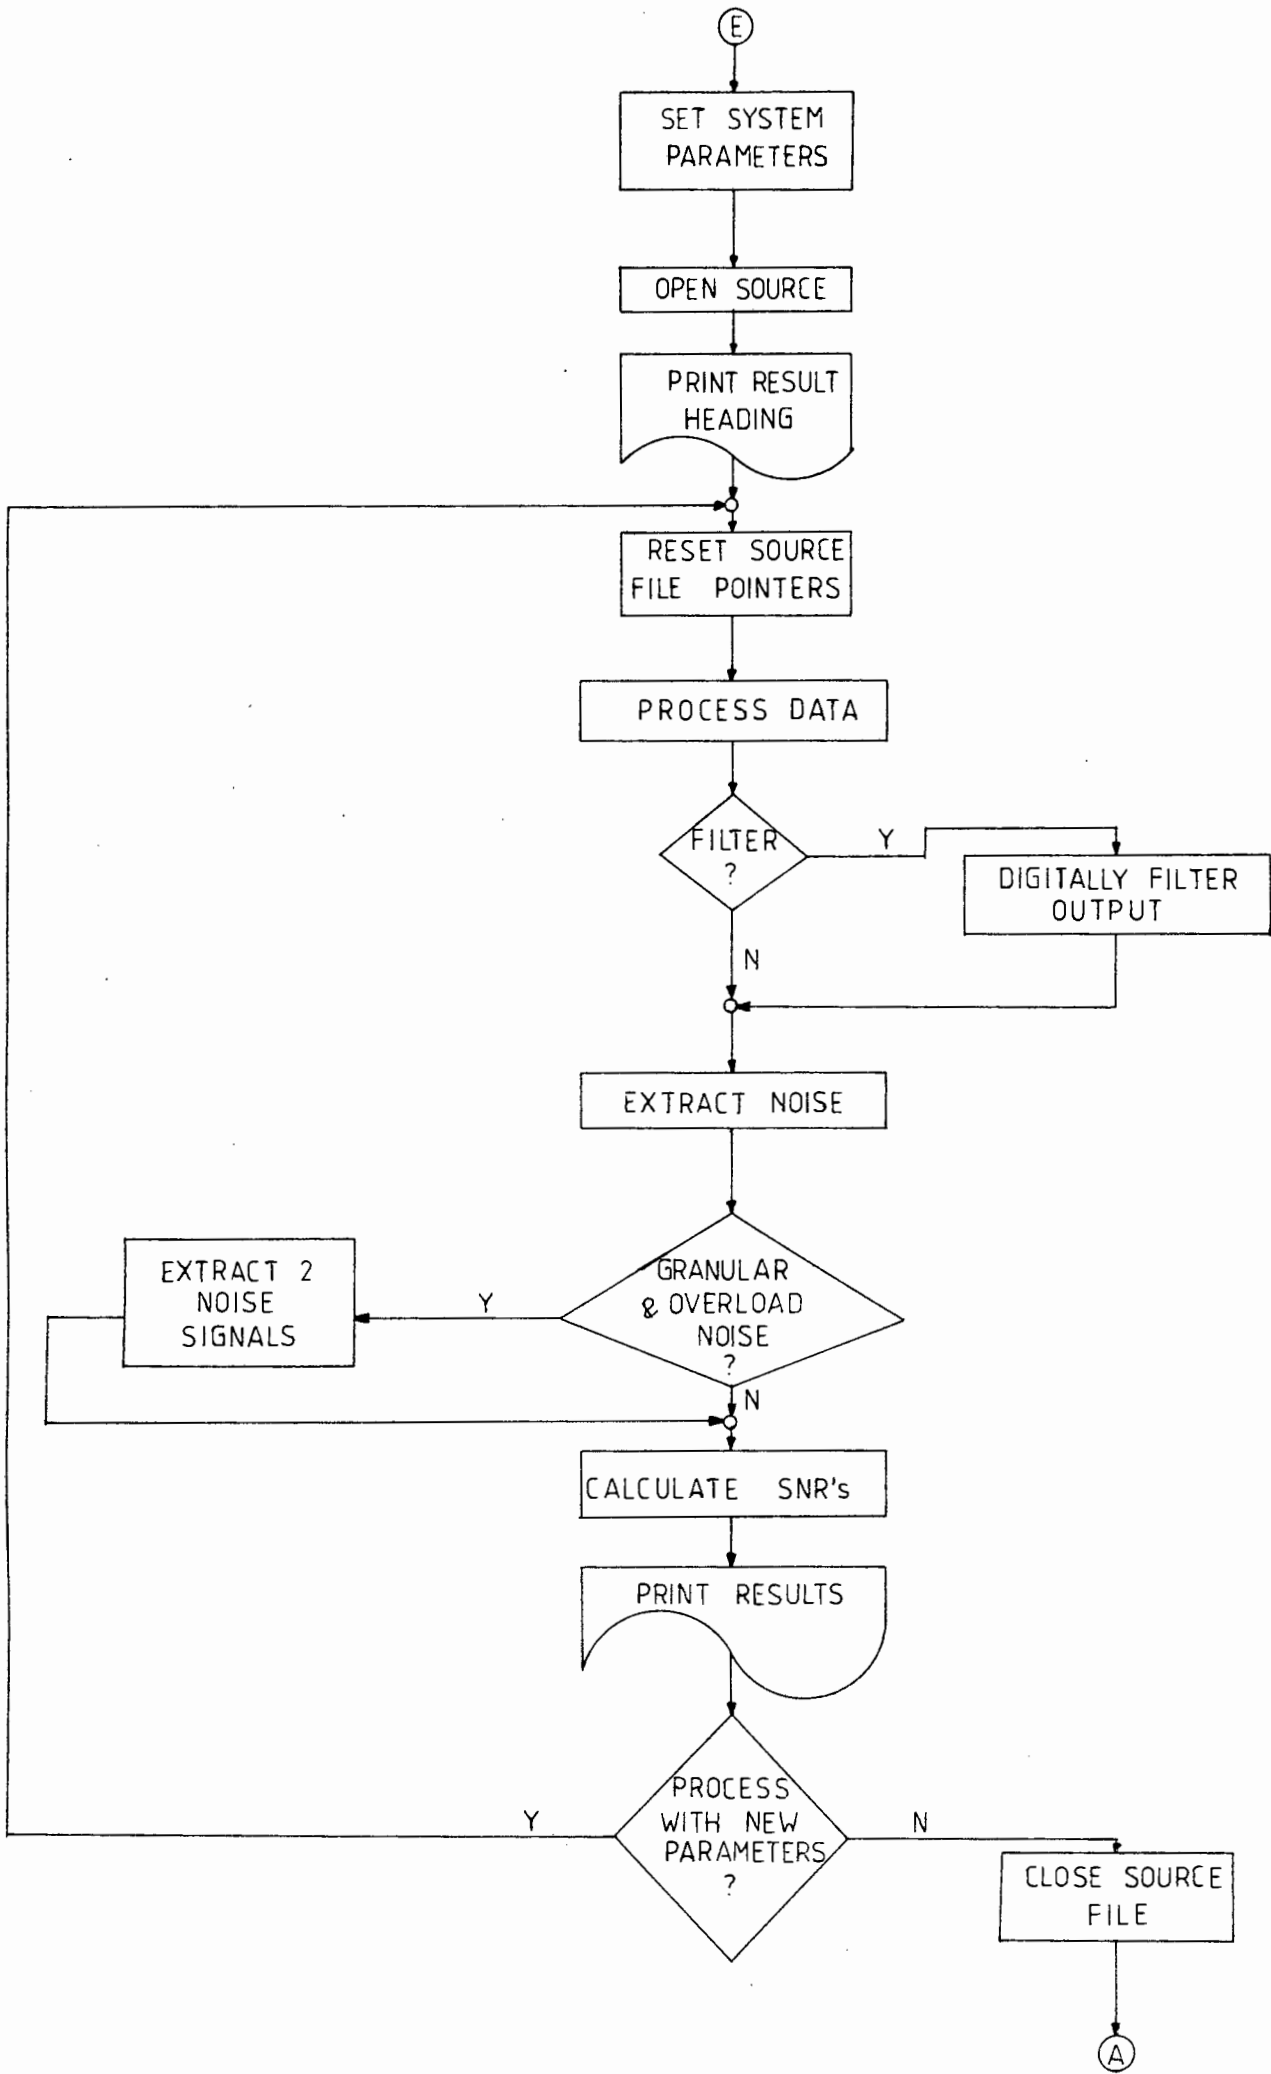 E
SET SYSTEM
PARAMETERS
OPEN SOURCE
PRINT RESULT
HEADING
RESET SOURCE
FILE POINTERS
PROCESS DATA
FILTER
?
Y
DIGITALLY FILTER
OUTPUT
N
EXTRACT NOISE
GRANULAR
& OVERLOAD
NOISE
?
Y
EXTRACT 2
NOISE
SIGNALS
N
CALCULATE SNR's
PRINT RESULTS
PROCESS
WITH NEW
PARAMETERS
?
Y
N
CLOSE SOURCE
FILE
A